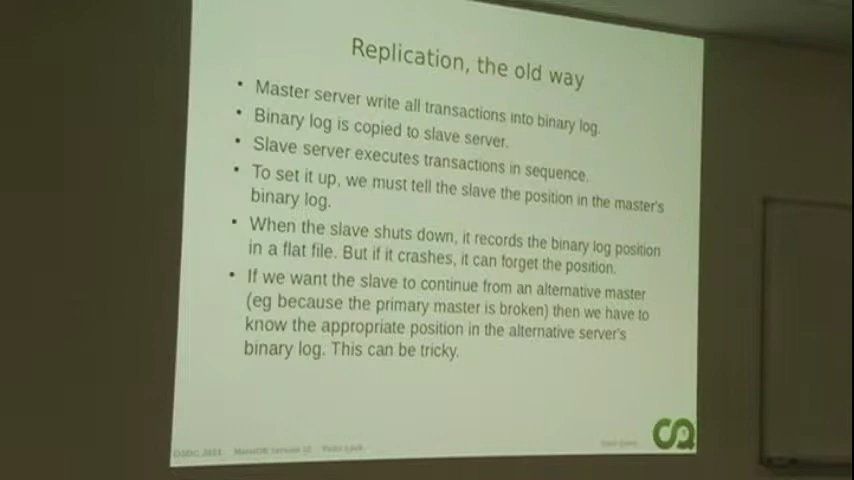 Replication, the old way
• Master server write all transactions into binary log.
• Binary log is copied to slave server.
• Slave server executes transactions in sequence.
• To set it up, we must tell the slave the position in the master's
binary log.
• When the slave shuts down, it records the binary log position
in a flat file. But if it crashes, it can forget the position.
• If we want the slave to continue from an alternative master
(eg because the primary master is broken) then we have to
know the appropriate position in the alternative server's
binary log. This can be tricky.